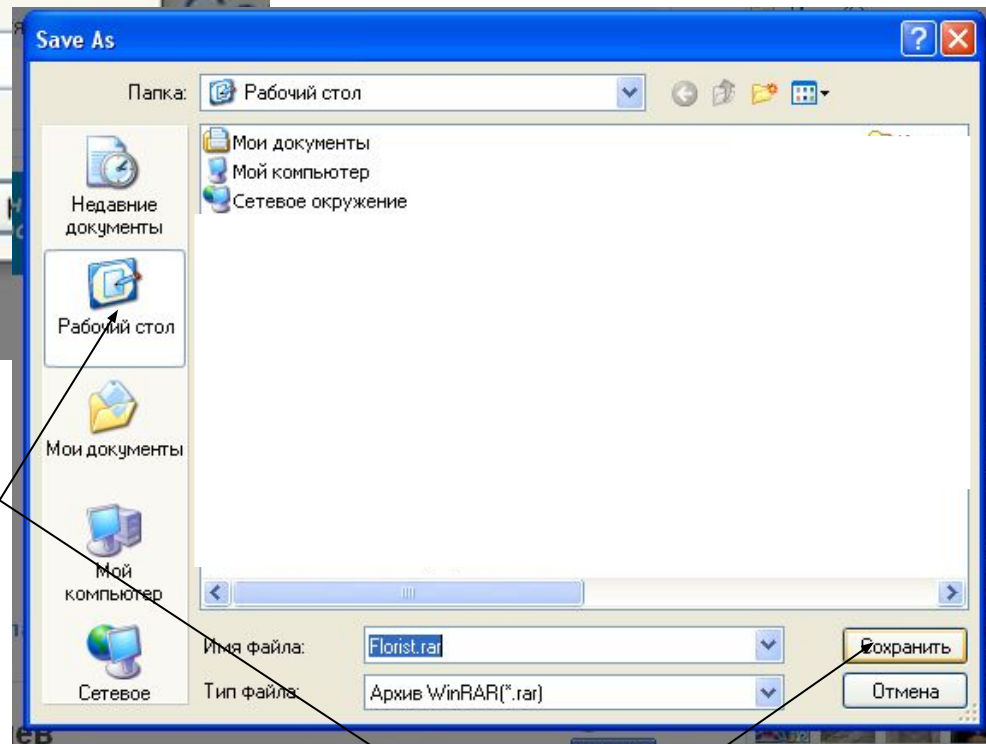 Save As
Папка:
Рабочий стол
Мои документы
Мой компьютер
Сетевое окружение
Недавние
документы
Рабочий стол
Мои документы
Мой
компьютер
Сетевое
Имя файла:
Florist.rar
Сохранить
Тип файла:
Архив WinRAR(*.rar)
Отмена
ев